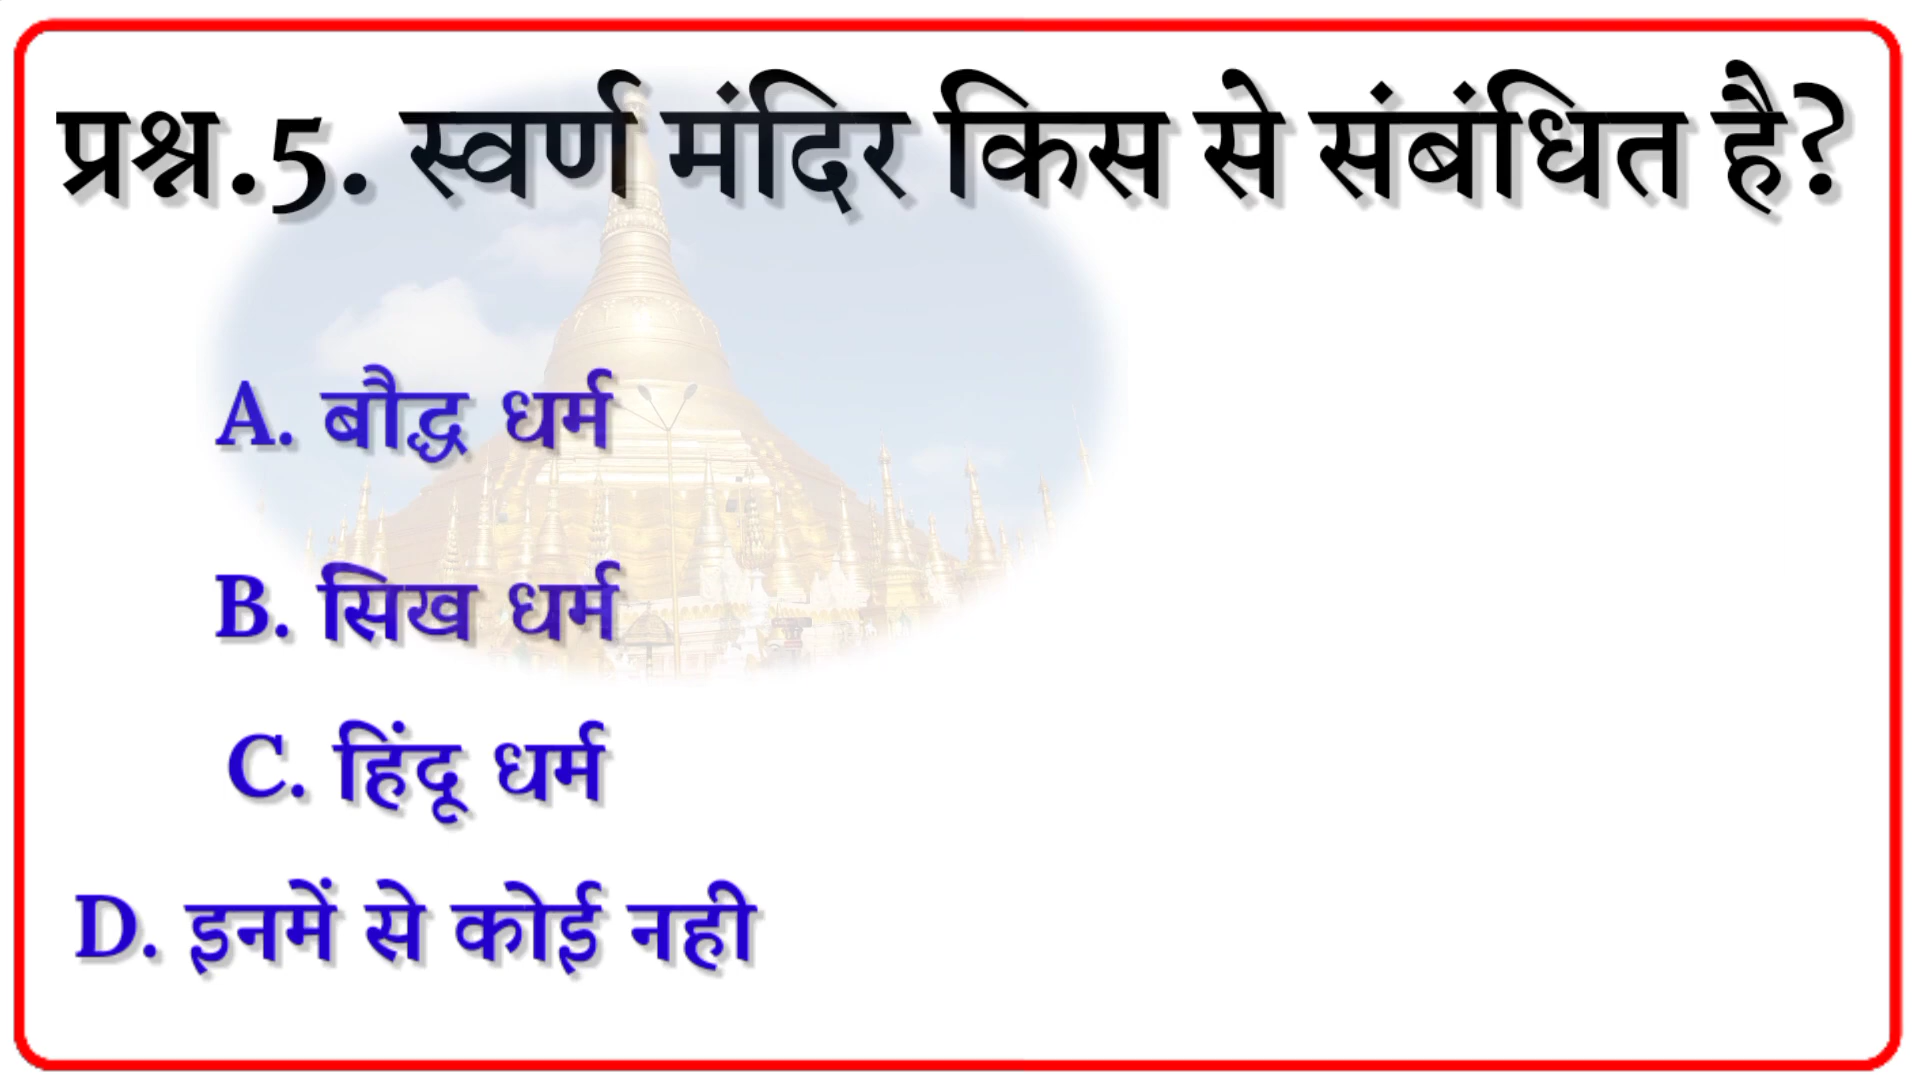 प्रश्न.5. स्वर्ण मंदिर किस से संबंधित है?
A. बौद्ध धर्म
B. सिख धर्म
C. हिंदू धर्म
D. इनमें से कोई नही